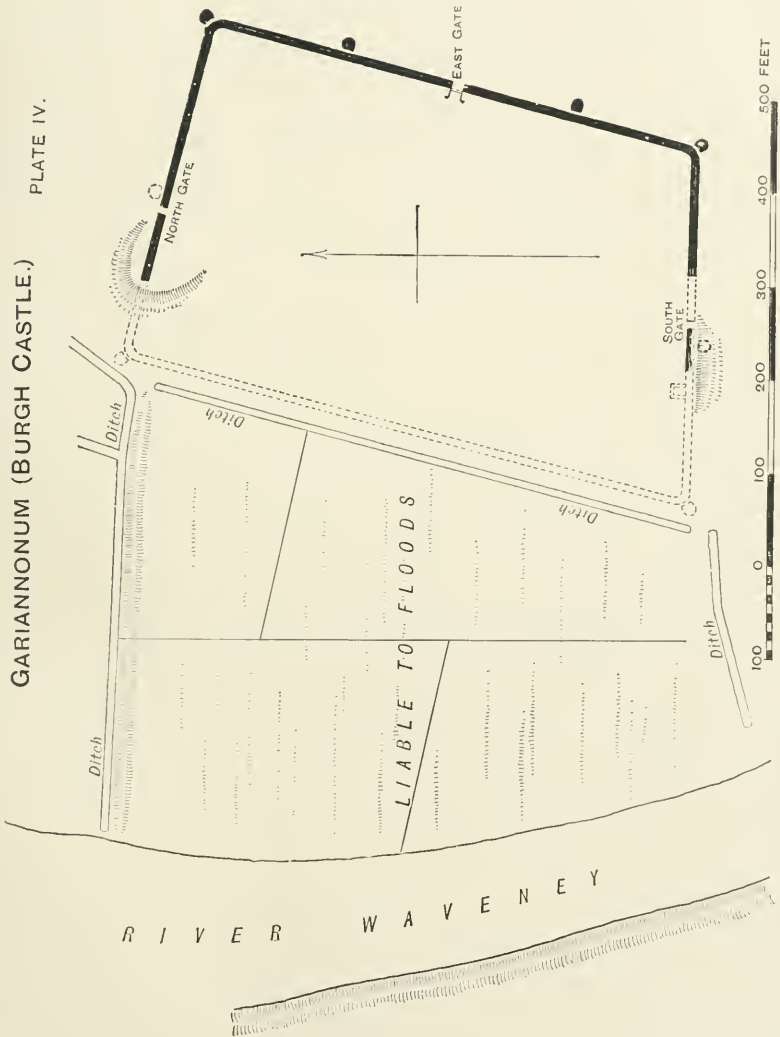 GARIANNONUM (BURGH CASTLE.)
PLATE IV.
Ditch
Ditch
NORTH GATE
EAST GATE
Ditch
Ditch
LIABLE TO FLOODS
SOUTH
GATE
Ditch
RIVER WAVENEY
100 0 100 200 300 400 500 FEET